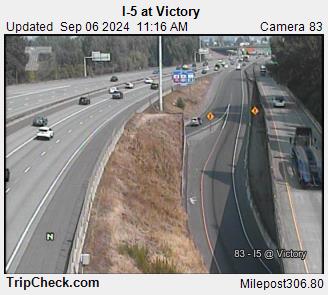 I-5 at Victory
Updated Sep 06 2024 11:16 AM Camera 83
N
83 - I5 @ Victory
TripCheck.com Milepost306.80